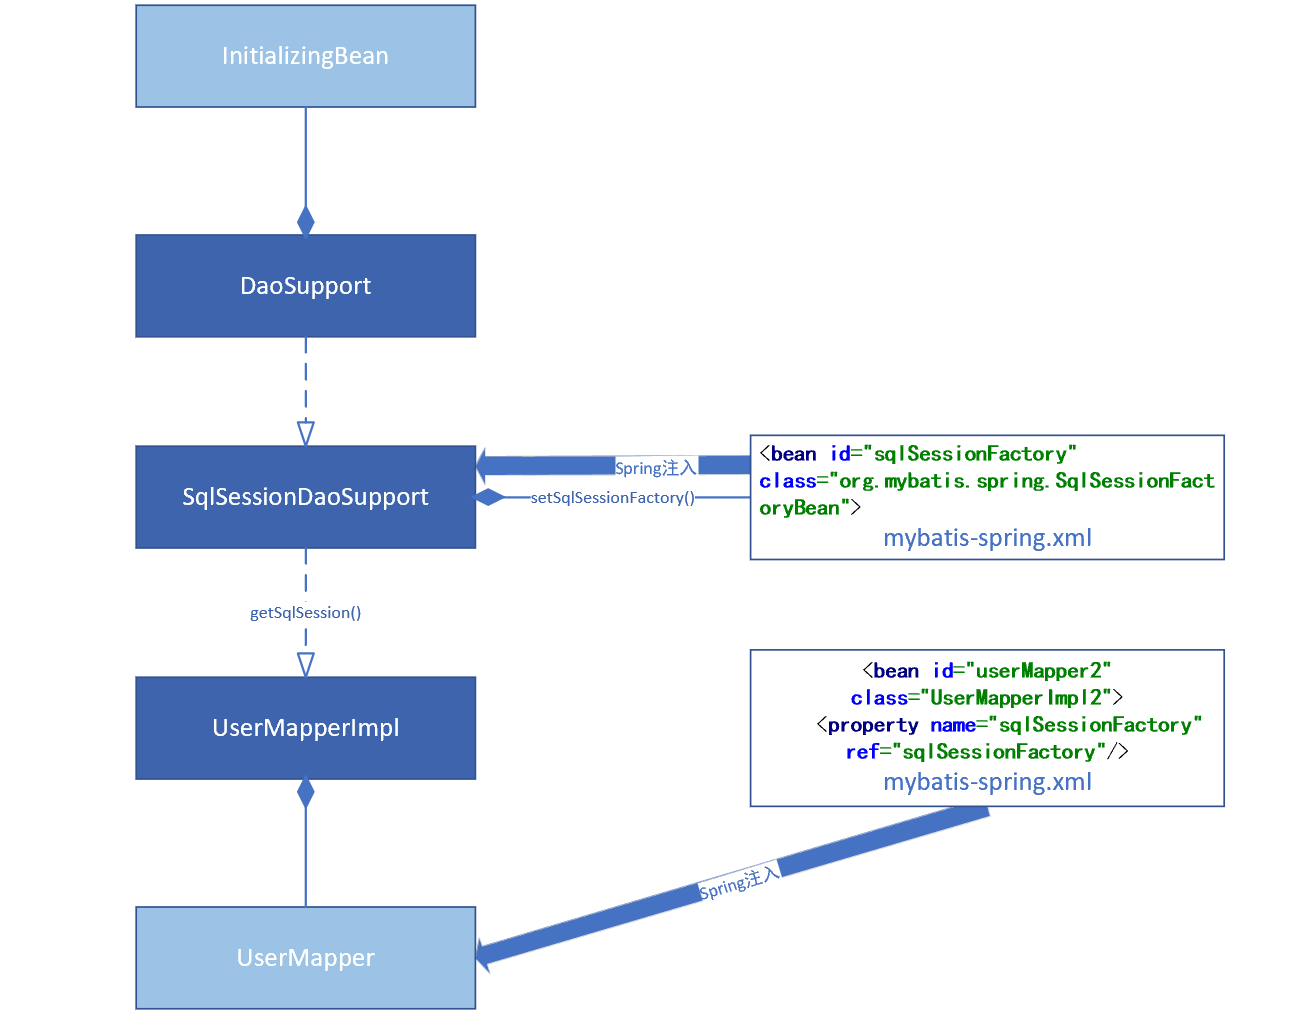 InitializingBean
DaoSupport
SqlSessionDaoSupport
Spring注入
setSqlSessionFactory()
<bean id="sqlSessionFactory"
class="org.mybatis.spring.SqlSessionFact
oryBean">
mybatis-spring.xml
getSqlSession()
UserMapperImpl
<bean id="userMapper2"
class="UserMapperImpl2">
<property name="sqlSessionFactory"
ref="sqlSessionFactory"/>
mybatis-spring.xml
Spring注入
UserMapper